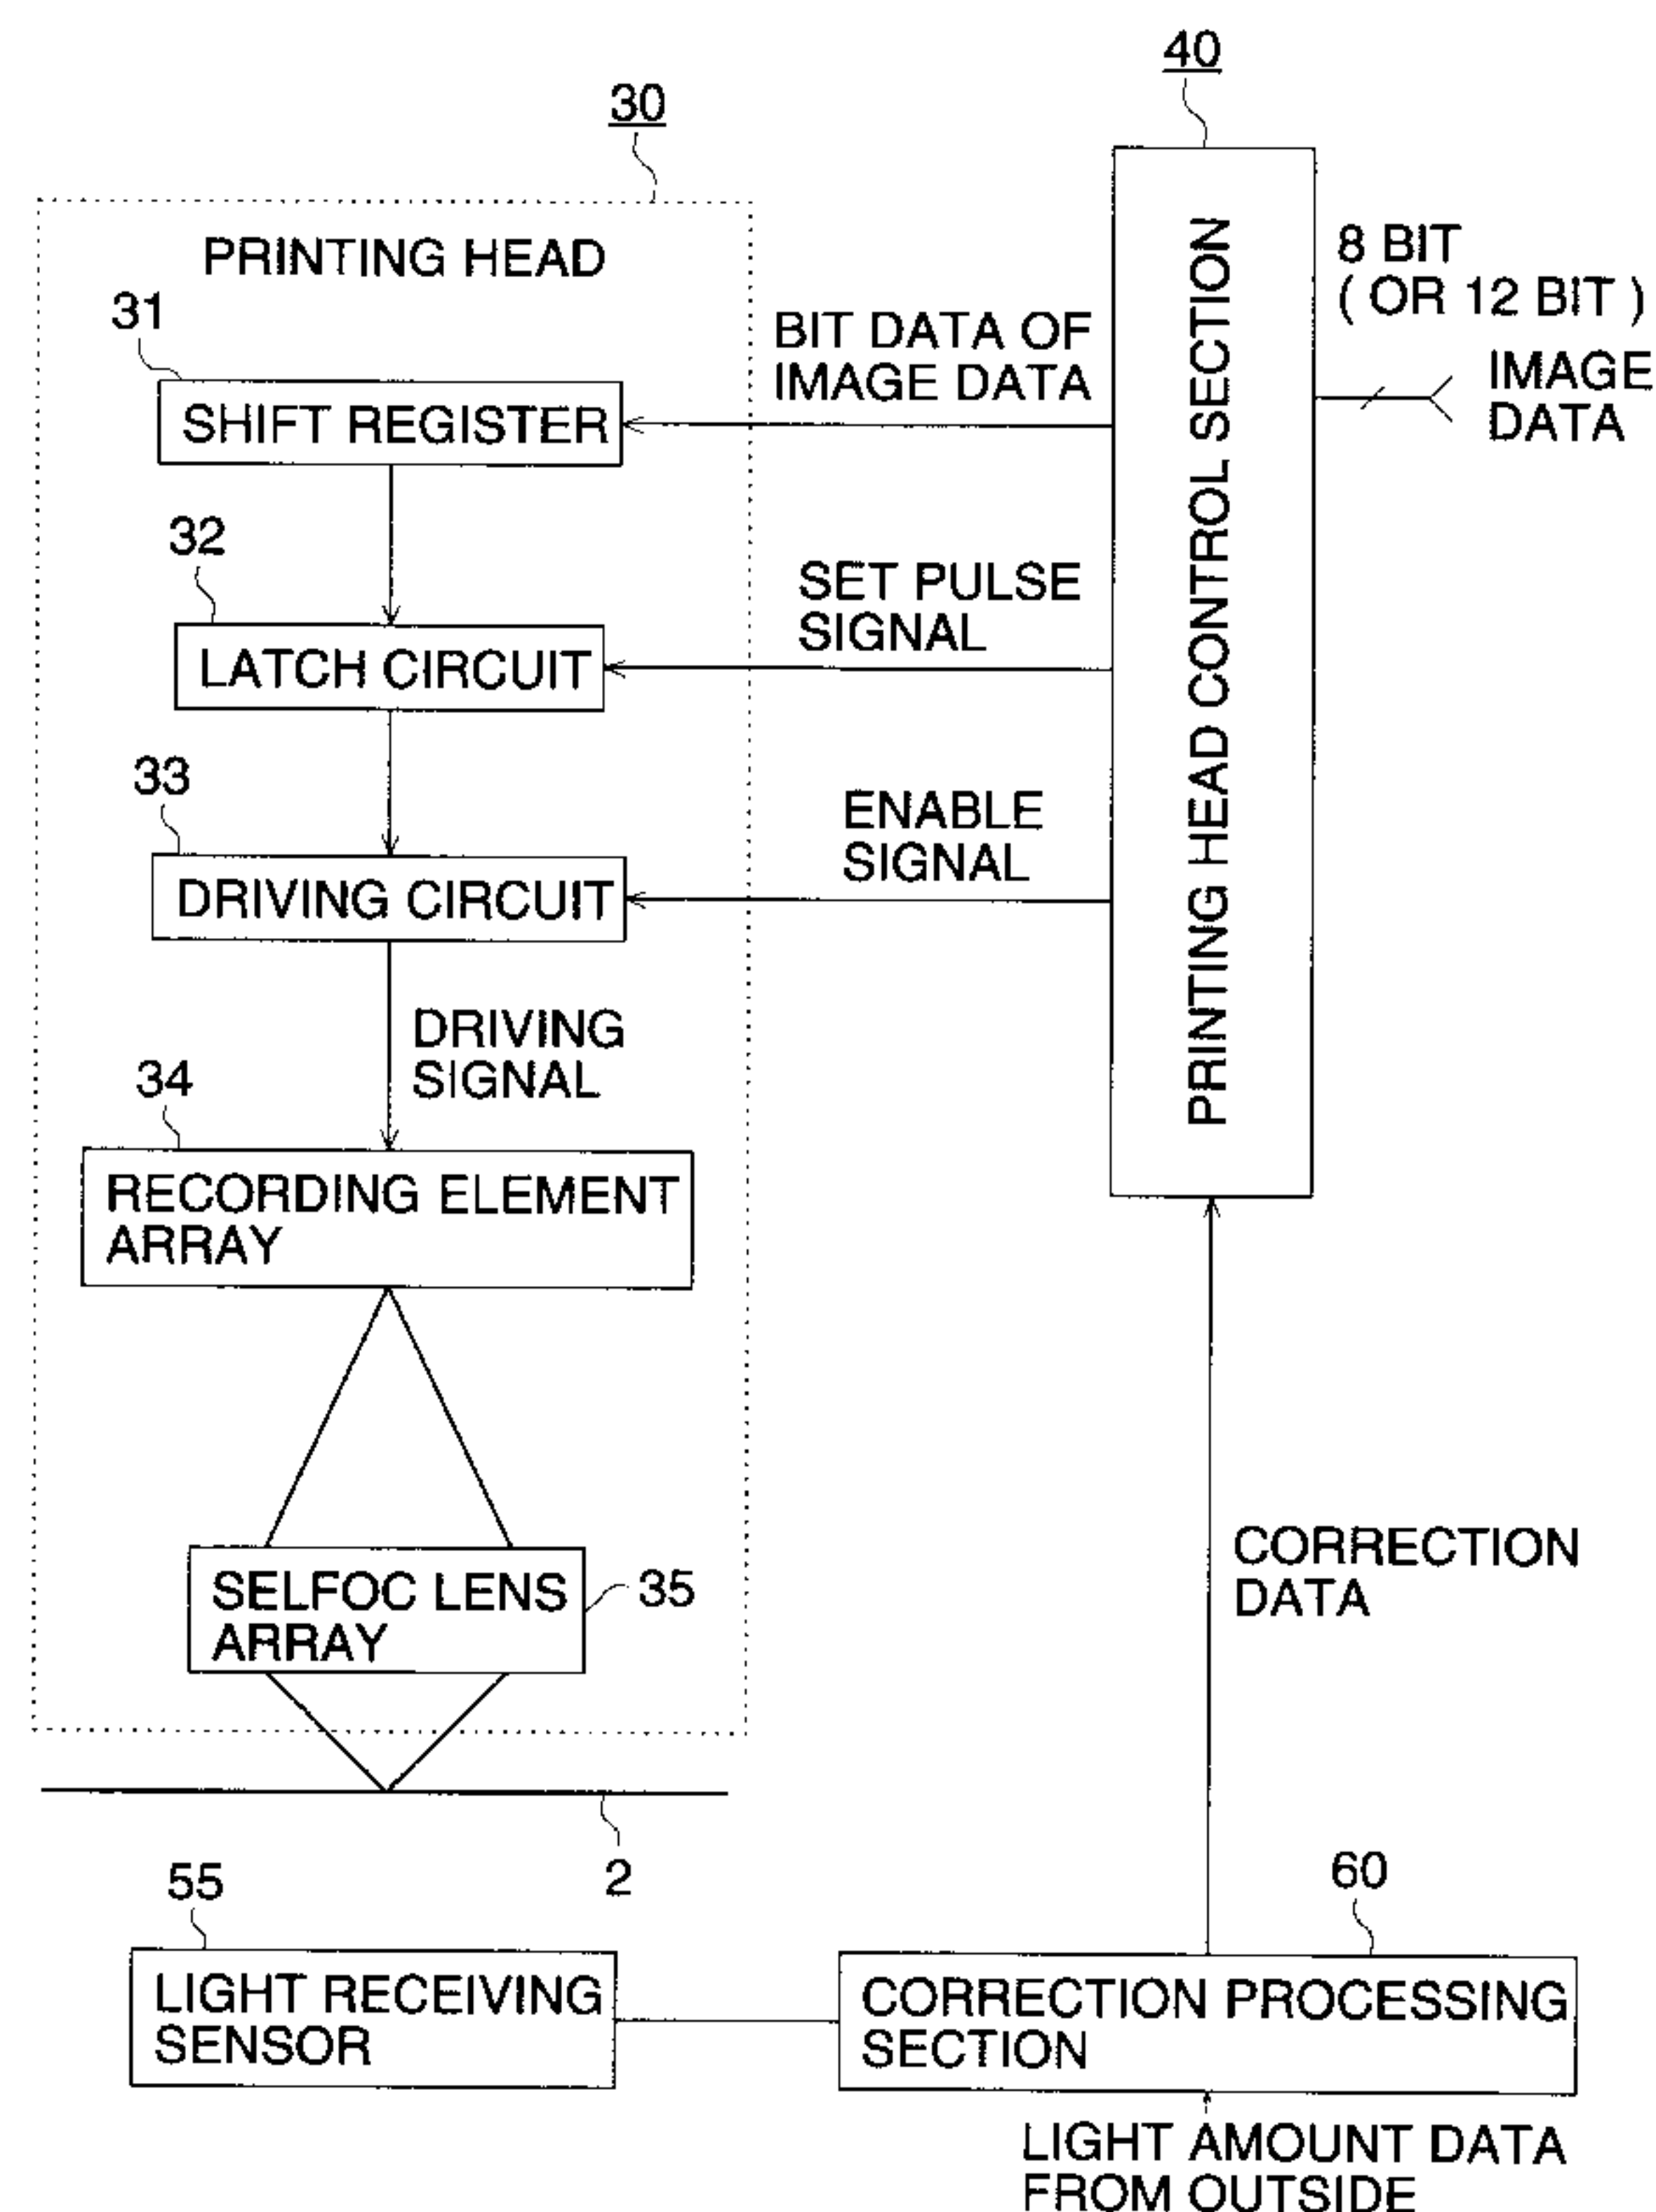 40
30
PRINTING HEAD
8 BIT
( OR 12 BIT )
IMAGE
DATA
31
SHIFT REGISTER
BIT DATA OF
IMAGE DATA
PRINTING HEAD CONTROL SECTION
32
LATCH CIRCUIT
SET PULSE
SIGNAL
33
DRIVING CIRCUIT
ENABLE
SIGNAL
DRIVING
SIGNAL
34
RECORDING ELEMENT
ARRAY
SELFOC LENS
ARRAY
35
CORRECTION
DATA
2
55
LIGHT RECEIVING
SENSOR
60
CORRECTION PROCESSING
SECTION
LIGHT AMOUNT DATA
FROM OUTSIDE